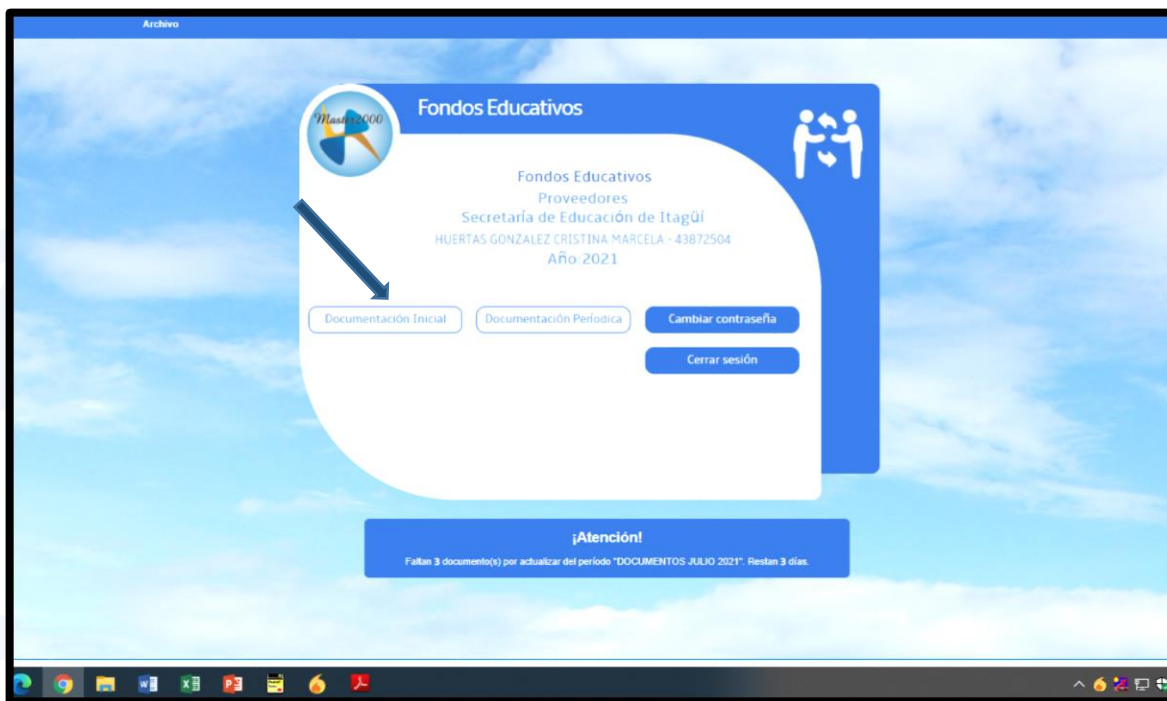 Archivo
Master2000
Fondos Educativos
Fondos Educativos
Proveedores
Secretaría de Educación de Itagüí
HUERTAS GONZALEZ CRISTINA MARCELA - 43872504
Año 2021
Documentación Inicial
Documentación Períodica
Cambiar contraseña
Cerrar sesión
¡Atención!
Faltan 3 documento(s) por actualizar del período "DOCUMENTOS JULIO 2021". Restan 3 días.